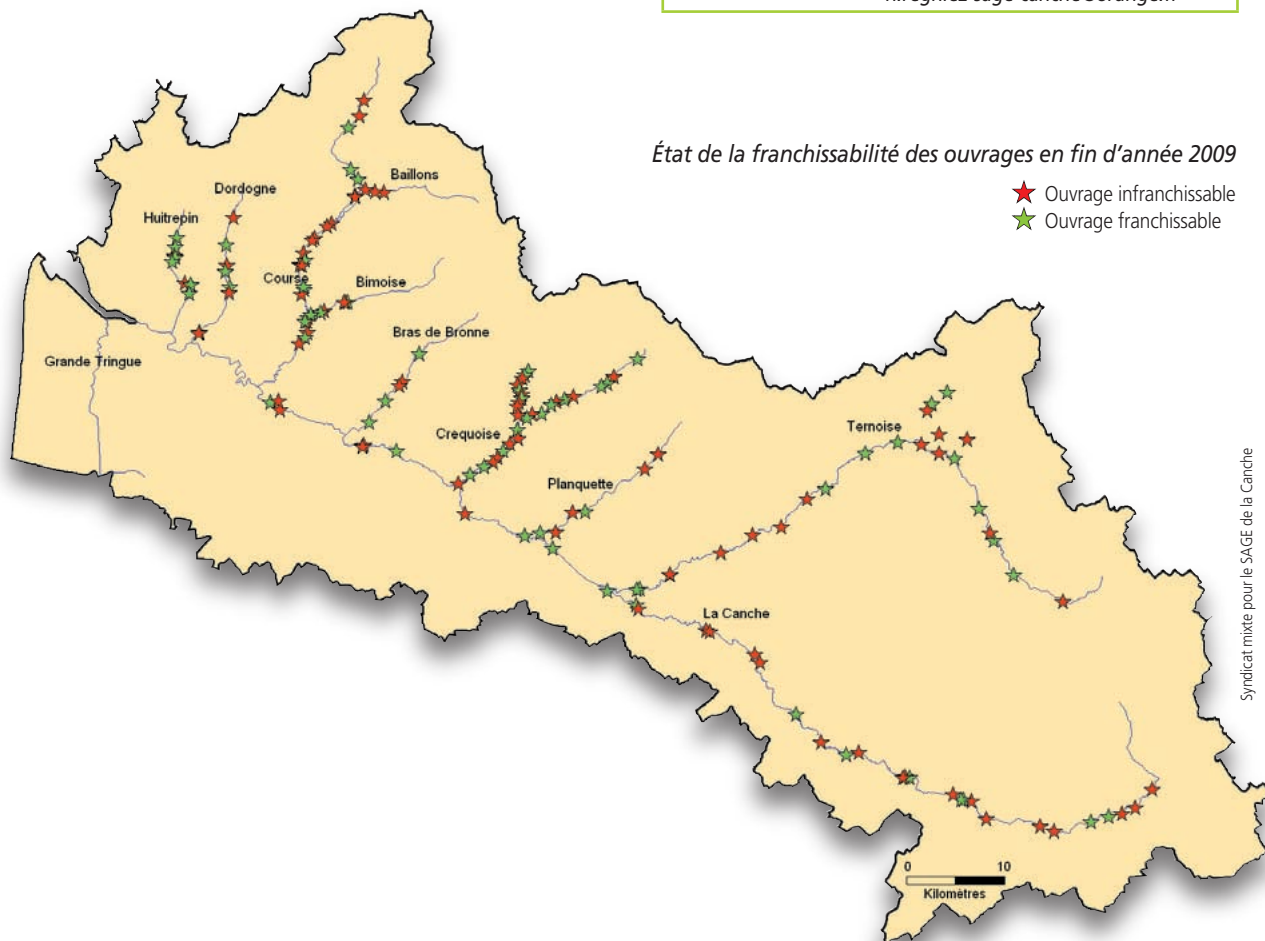 État de la franchissabilité des ouvrages en fin d'année 2009
Ouvrage infranchissable
Ouvrage franchissable
Baillons
Dordogne
Huitrepin
Course
Bimoise
Bras de Bronne
Grande Tringue
Crequoise
Ternoise
Planquette
La Canche
0 10
Kilomètres
Syndicat mixte pour le SAGE de la Canche